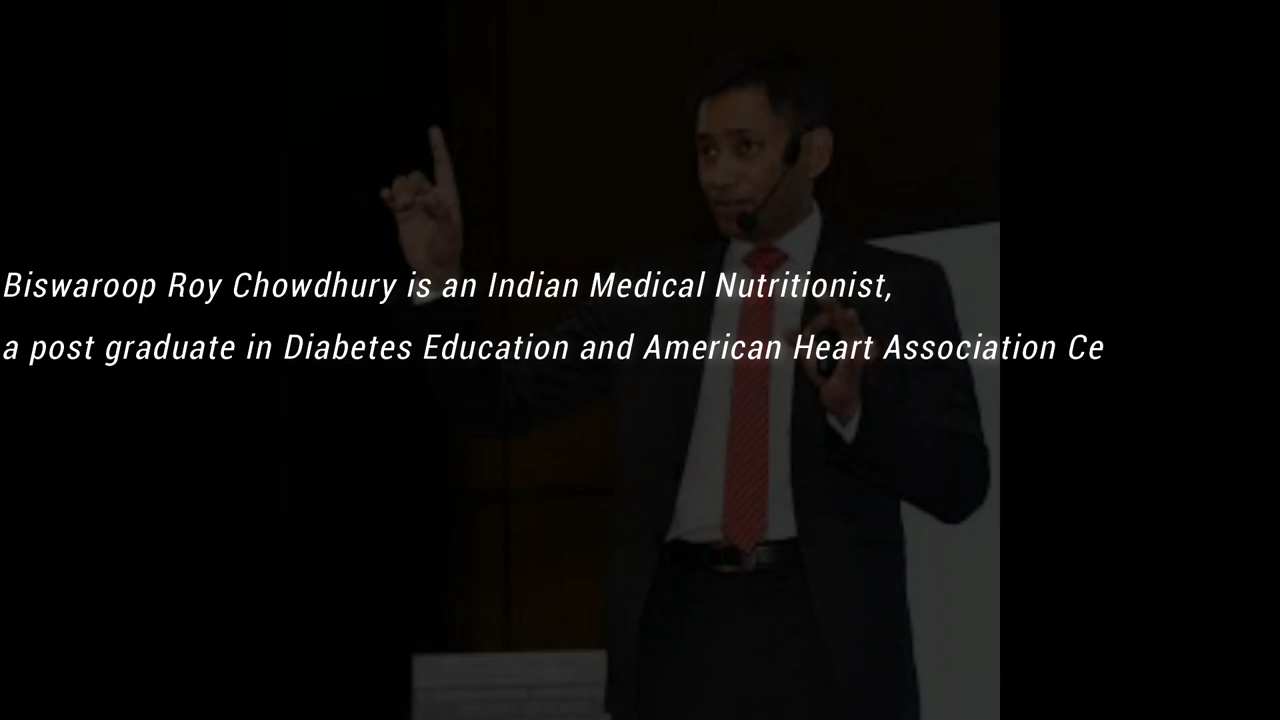 Biswaroop Roy Chowdhury is an Indian Medical Nutritionist,
a post graduate in Diabetes Education and American Heart Association Ce